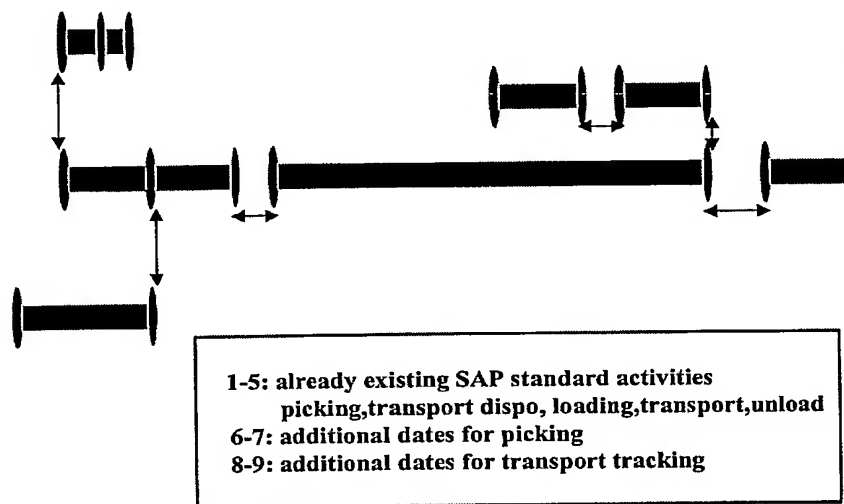 1-5: already existing SAP standard activities
picking,transport dispo, loading,transport,unload
6-7: additional dates for picking
8-9: additional dates for transport tracking